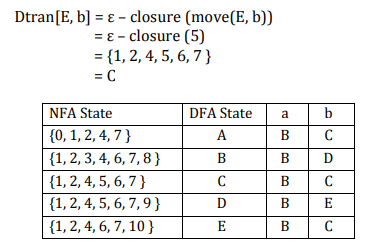 Dtran[E, b] = ε – closure (move(E, b))
= ε – closure (5)
= {1, 2, 4, 5, 6, 7 }
= C
NFA State DFA State a b
{0, 1, 2, 4, 7 } A B C
{1, 2, 3, 4, 6, 7, 8 } B B D
{1, 2, 4, 5, 6, 7 } C B C
{1, 2, 4, 5, 6, 7, 9 } D B E
{1, 2, 4, 6, 7, 10 } E B C